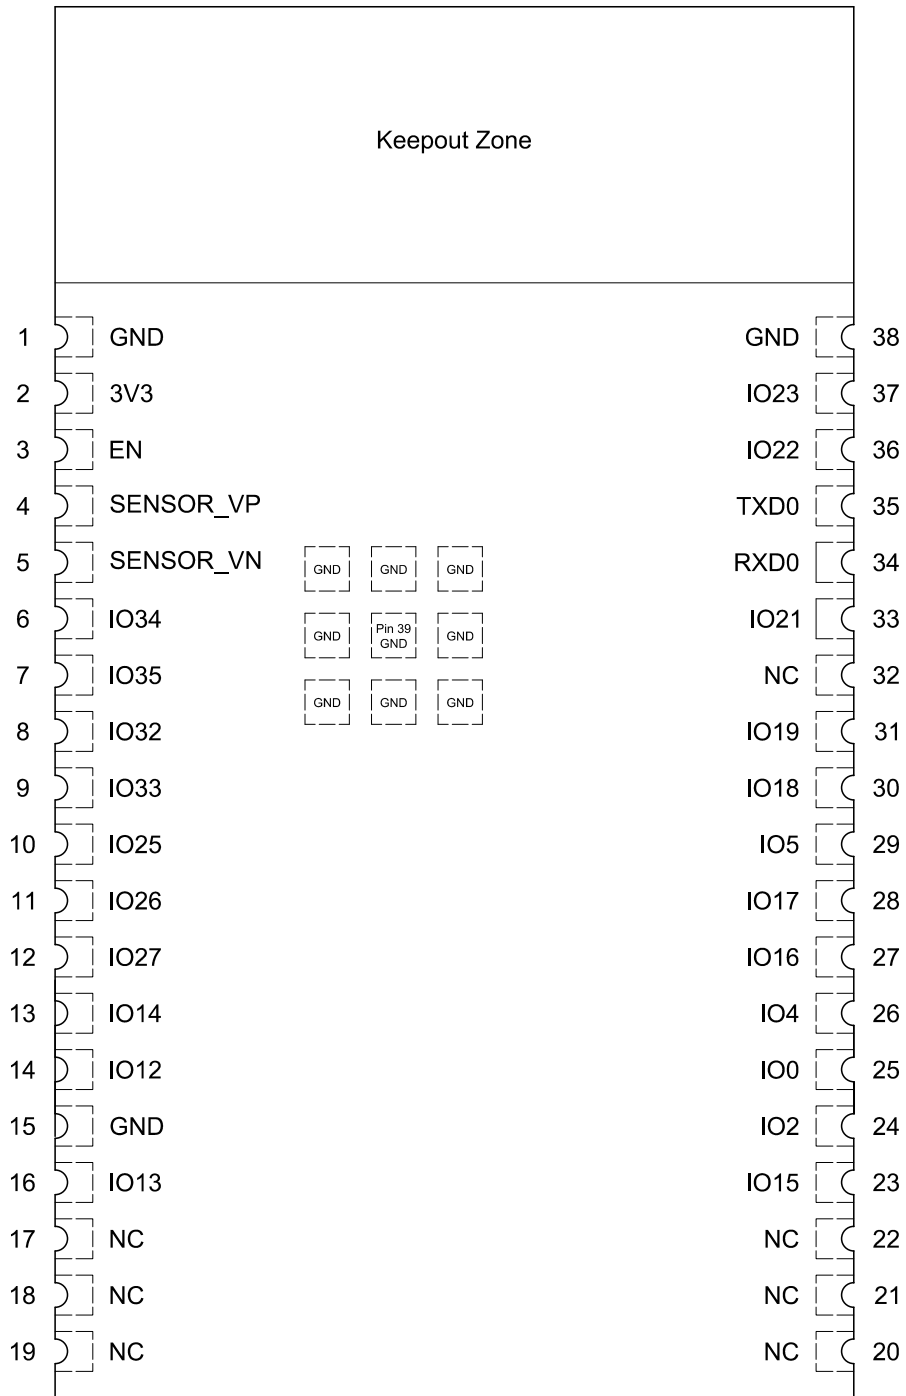 Keepout Zone
1 GND GND 38
2 3V3 IO23 37
3 EN IO22 36
4 SENSOR_VP TXD0 35
5 SENSOR_VN GND GND GND RXD0 34
6 IO34 GND Pin 39 GND GND IO21 33
7 IO35 GND GND GND NC 32
8 IO32 IO19 31
9 IO33 IO18 30
10 IO25 IO5 29
11 IO26 IO17 28
12 IO27 IO16 27
13 IO14 IO4 26
14 IO12 IO0 25
15 GND IO2 24
16 IO13 IO15 23
17 NC NC 22
18 NC NC 21
19 NC NC 20